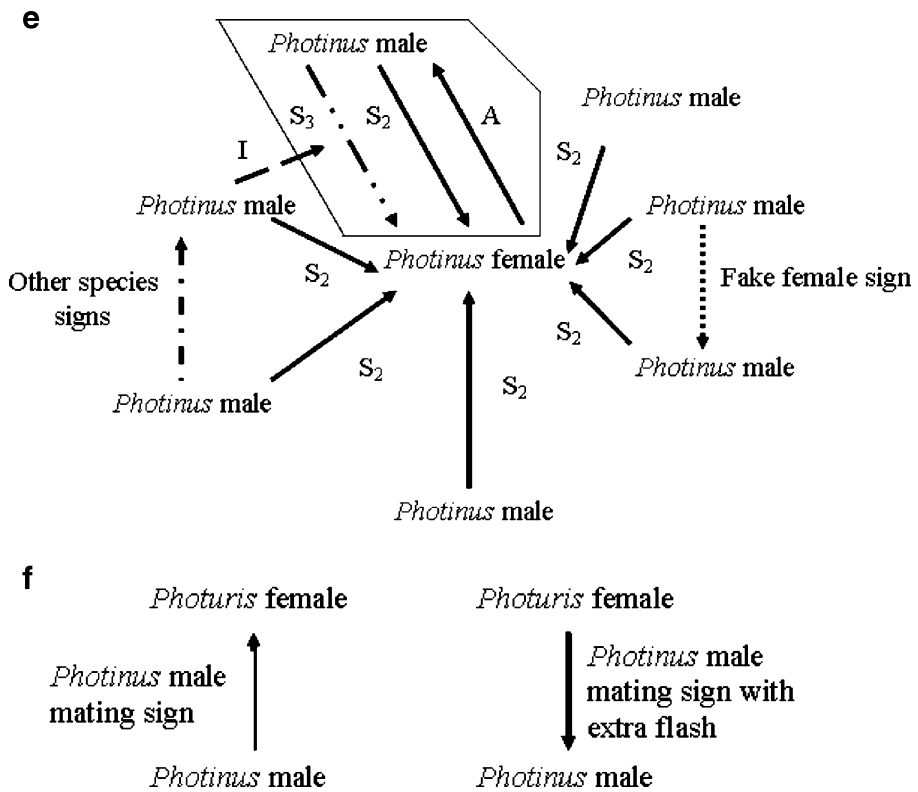 e
Photinus male
S3
S2
A
Photinus male
S2
I
Photinus male
Photinus male
Photinus female
S2
S2
Other species
signs
Fake female sign
S2
S2
Photinus male
S2
Photinus male
Photinus male
f
Photuris female
Photuris female
Photinus male
mating sign
Photinus male
mating sign with
extra flash
Photinus male
Photinus male